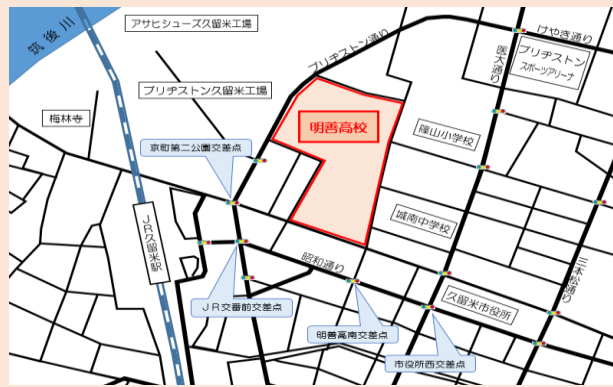 アサヒシューズ久留米工場
筑後川
けやき通り
ブリヂストン通り
医大通り
ブリヂストン
スポーツアリーナ
ブリヂストン久留米工場
梅林寺
明善高校
篠山小学校
京町第二公園交差点
城南中学校
JR久留米駅
昭和通り
三本松通り
久留米市役所
JR交番前交差点
明善高南交差点
市役所西交差点